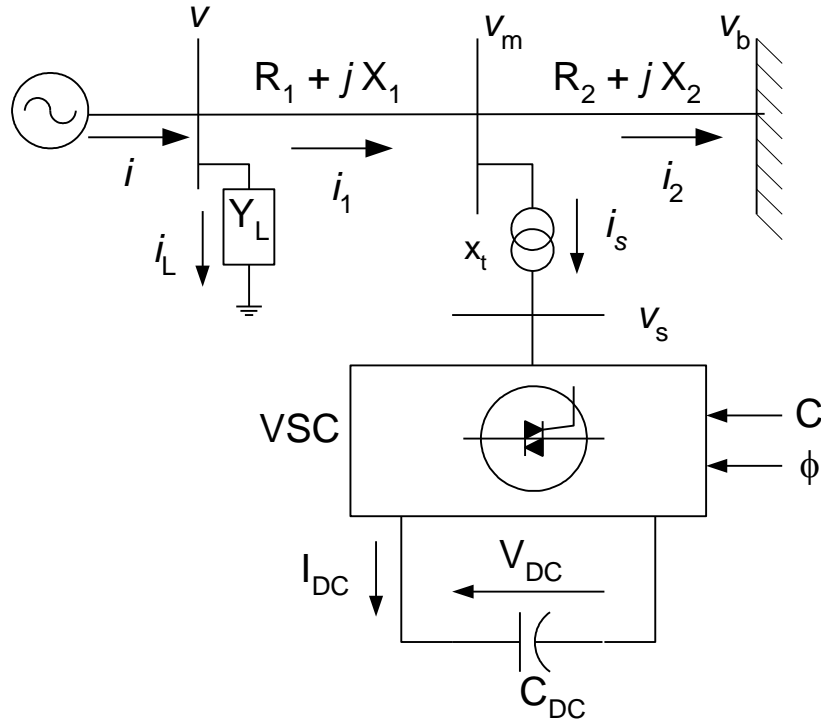 v
v_m
v_b
R_1 + j X_1
R_2 + j X_2
i
i_1
i_2
Y_L
i_L
x_t
i_s
v_s
VSC
C
ϕ
I_DC
V_DC
C_DC